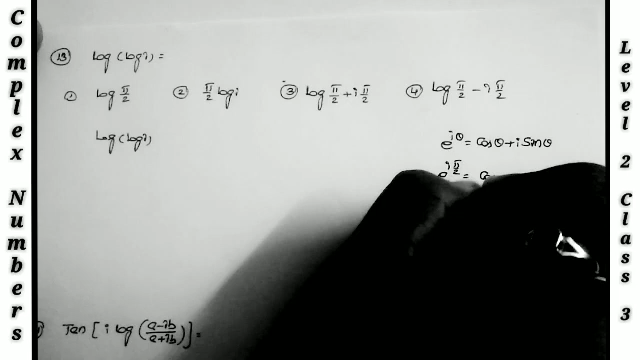 Complex Numbers
(13) log (log i) =
(1) log π/2 (2) π/2 log i (3) log π/2 + i π/2 (4) log π/2 - i π/2
log (log i)
e^{iθ} = cosθ + i sinθ
e^{iπ/2} =
Tan [ i log ( (a-ib)/(a+ib) ) ] =
Level 2 Class 3